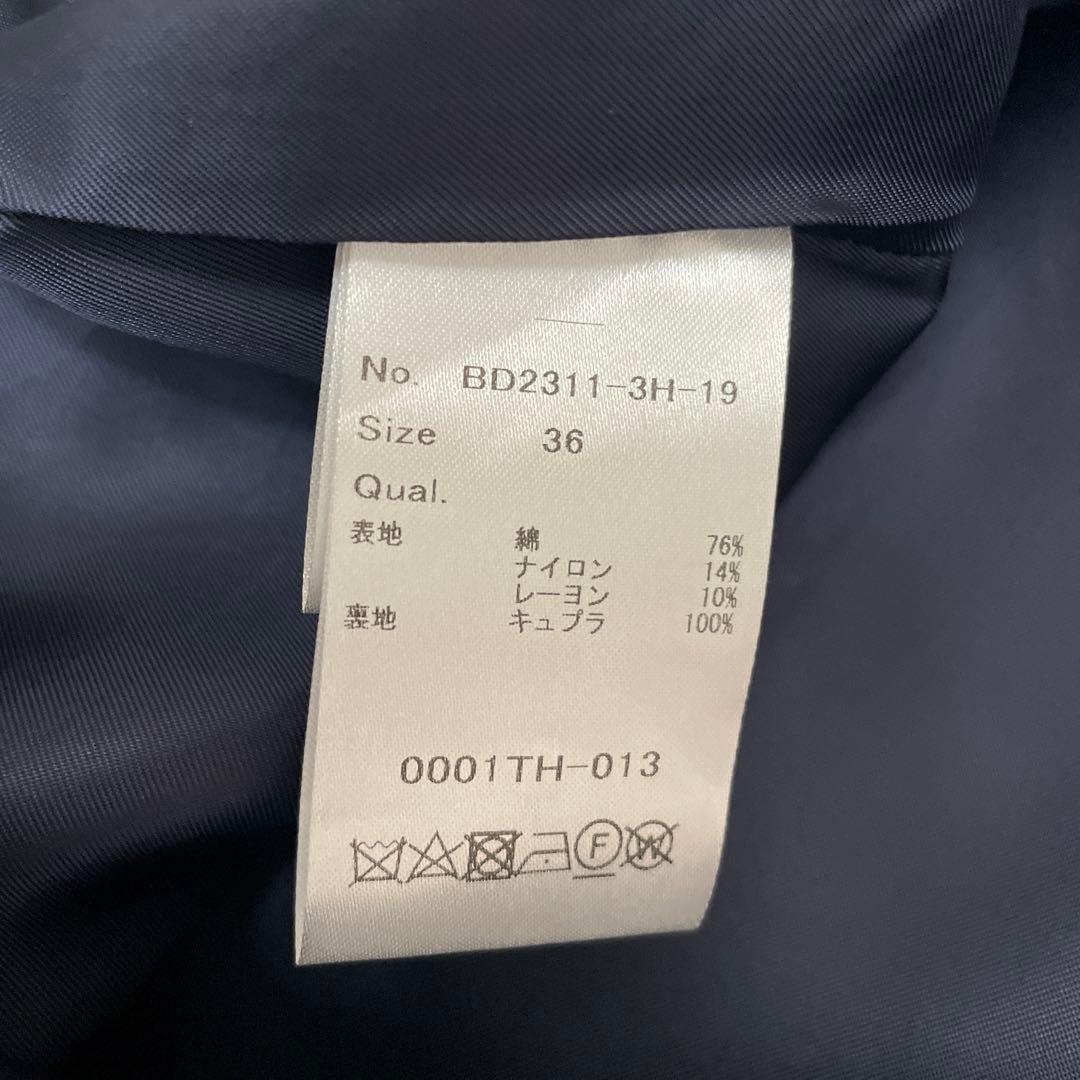 No. BD2311-3H-19
Size 36
Qual.
表地 綿 76%
ナイロン 14%
レーヨン 10%
裏地 キュプラ 100%
0001TH-013
F W